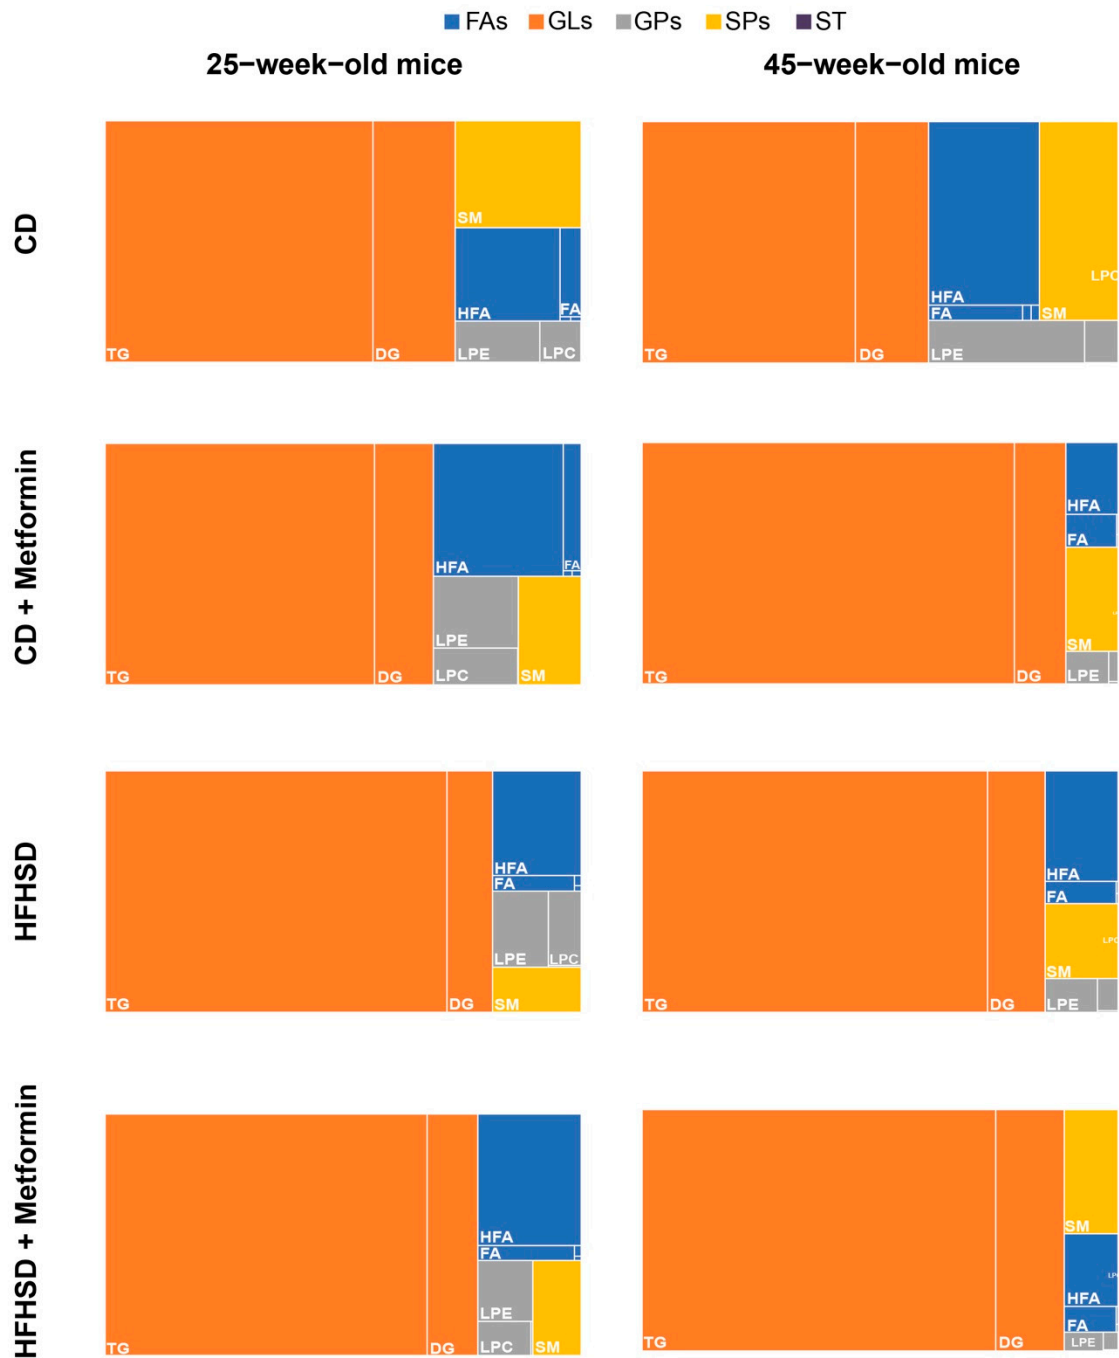 FAs GLs GPs SPs ST
25−week−old mice 45−week−old mice
CD
SM
HFA
FA
TG DG LPE LPC
LPC
HFA
FA SM
TG DG LPE
CD + Metformin
HFA FA
LPE
TG DG LPC SM
HFA
FA
SM
TG DG LPE
HFHSD
HFA
FA
LPE LPC
TG DG SM
HFA
FA
LPC
SM
TG DG LPE
HFHSD + Metformin
HFA
FA
LPE
TG DG LPC SM
SM
HFA
FA
TG DG LPE